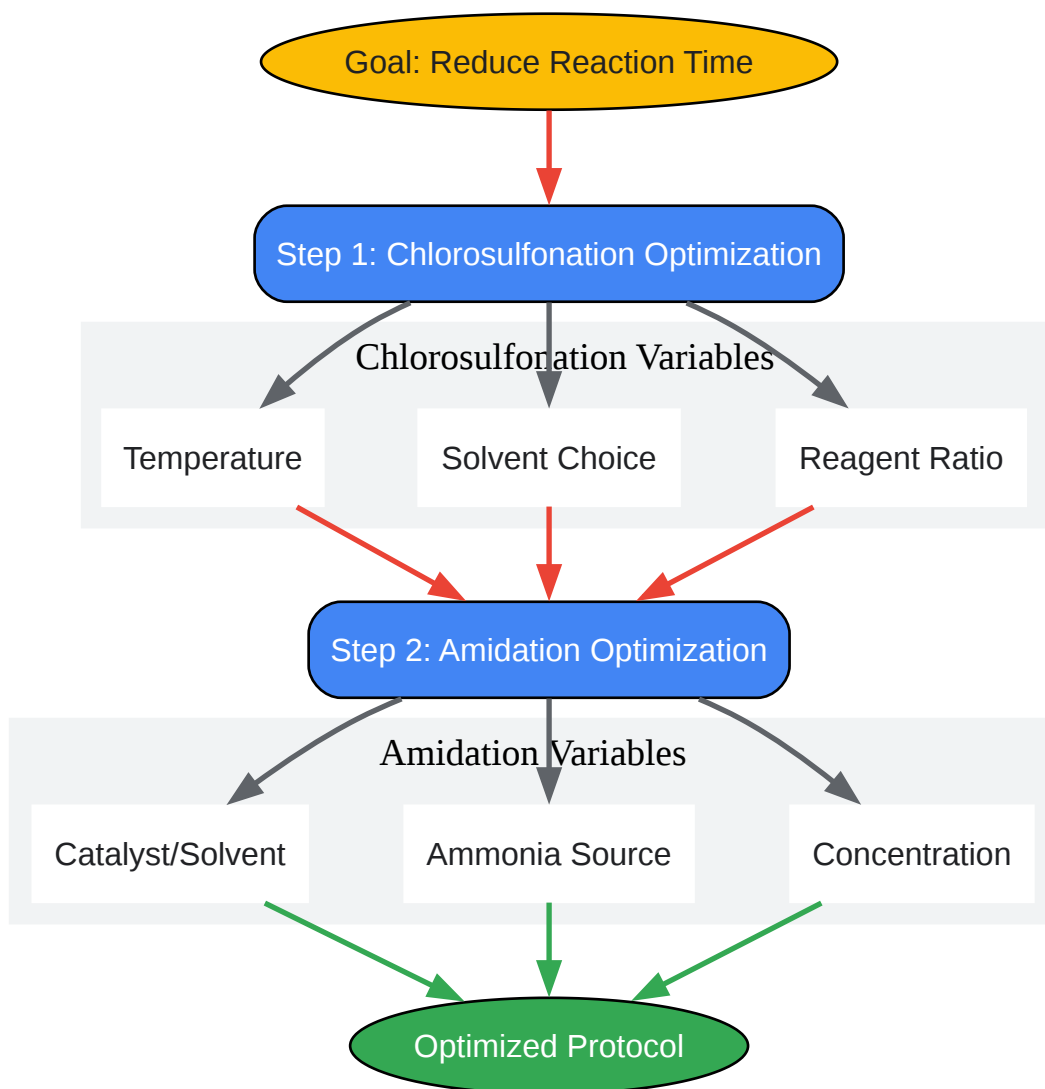 Goal: Reduce Reaction Time
Step 1: Chlorosulfonation Optimization
Chlorosulfonation Variables
Temperature
Solvent Choice
Reagent Ratio
Step 2: Amidation Optimization
Amidation Variables
Catalyst/Solvent
Ammonia Source
Concentration
Optimized Protocol